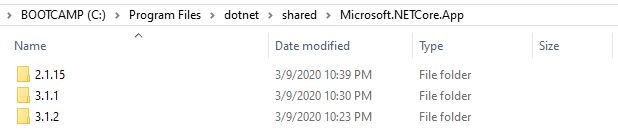 BOOTCAMP (C:) > Program Files > dotnet > shared > Microsoft.NETCore.App
Name Date modified Type Size
2.1.15 3/9/2020 10:39 PM File folder
3.1.1 3/9/2020 10:30 PM File folder
3.1.2 3/9/2020 10:23 PM File folder